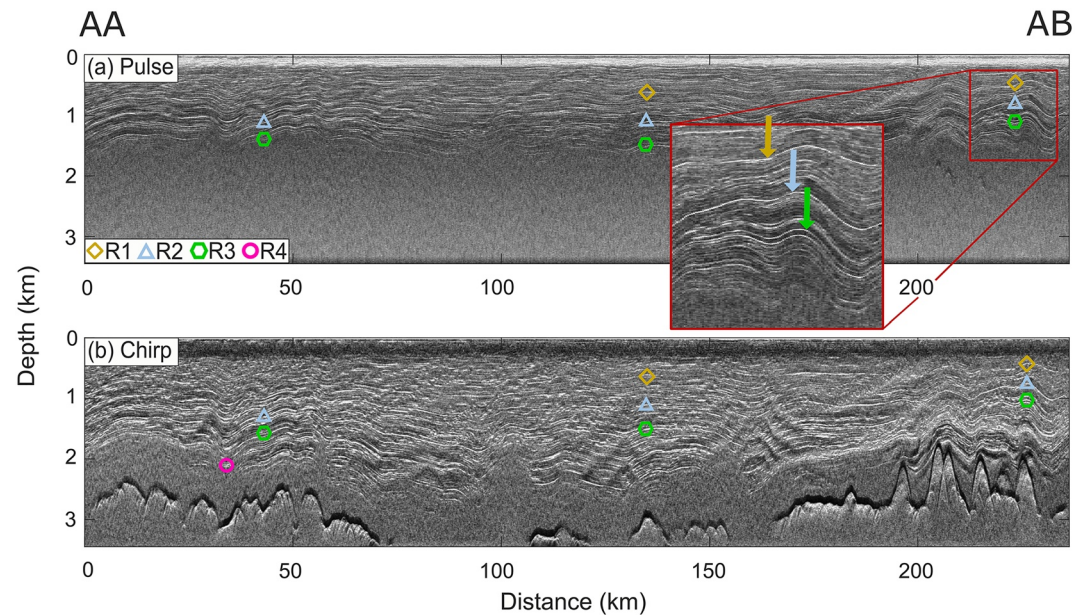 AA AB
0 (a) Pulse
1
2
3
R1 R2 R3 R4
0 50 100 200
Depth (km)
0 (b) Chirp
1
2
3
0 50 100 150 200
Distance (km)